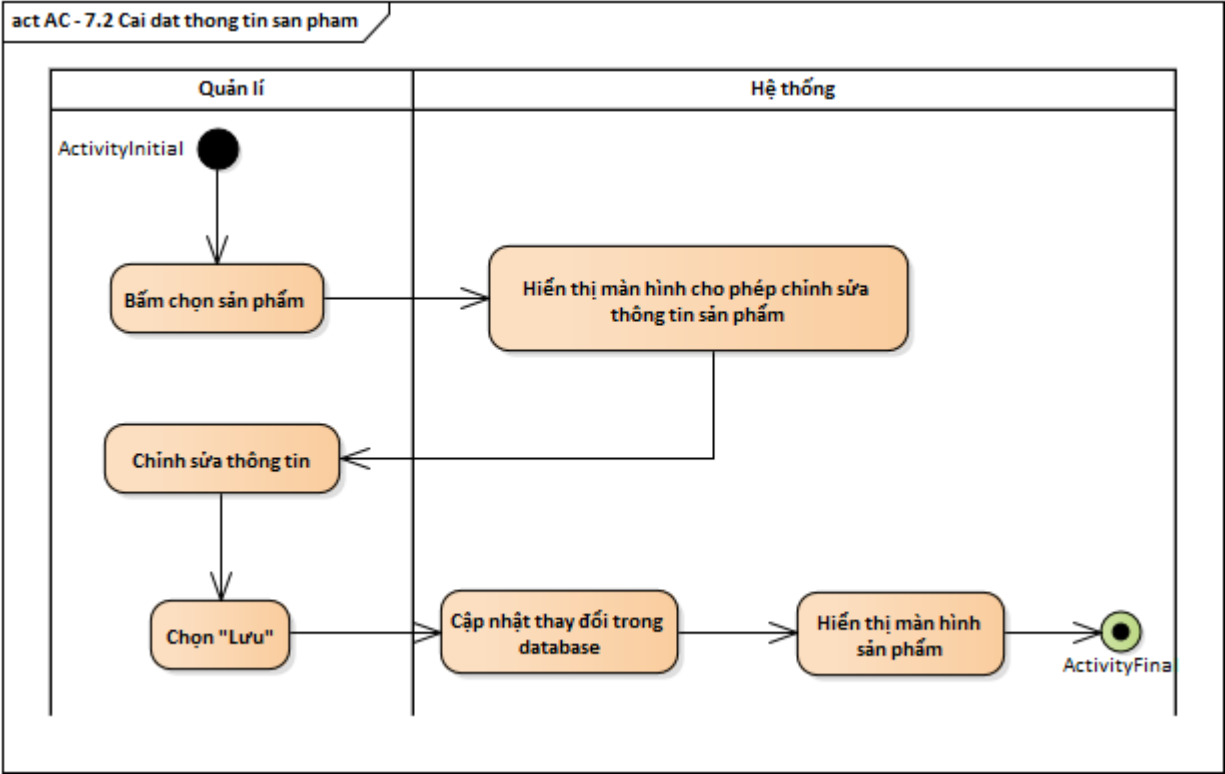 act AC - 7.2 Cai dat thong tin san pham
Quản lí
Hệ thống
ActivityInitial
Bấm chọn sản phẩm
Hiển thị màn hình cho phép chỉnh sửa
thông tin sản phẩm
Chỉnh sửa thông tin
Chọn "Lưu"
Cập nhật thay đổi trong
database
Hiển thị màn hình
sản phẩm
ActivityFinal